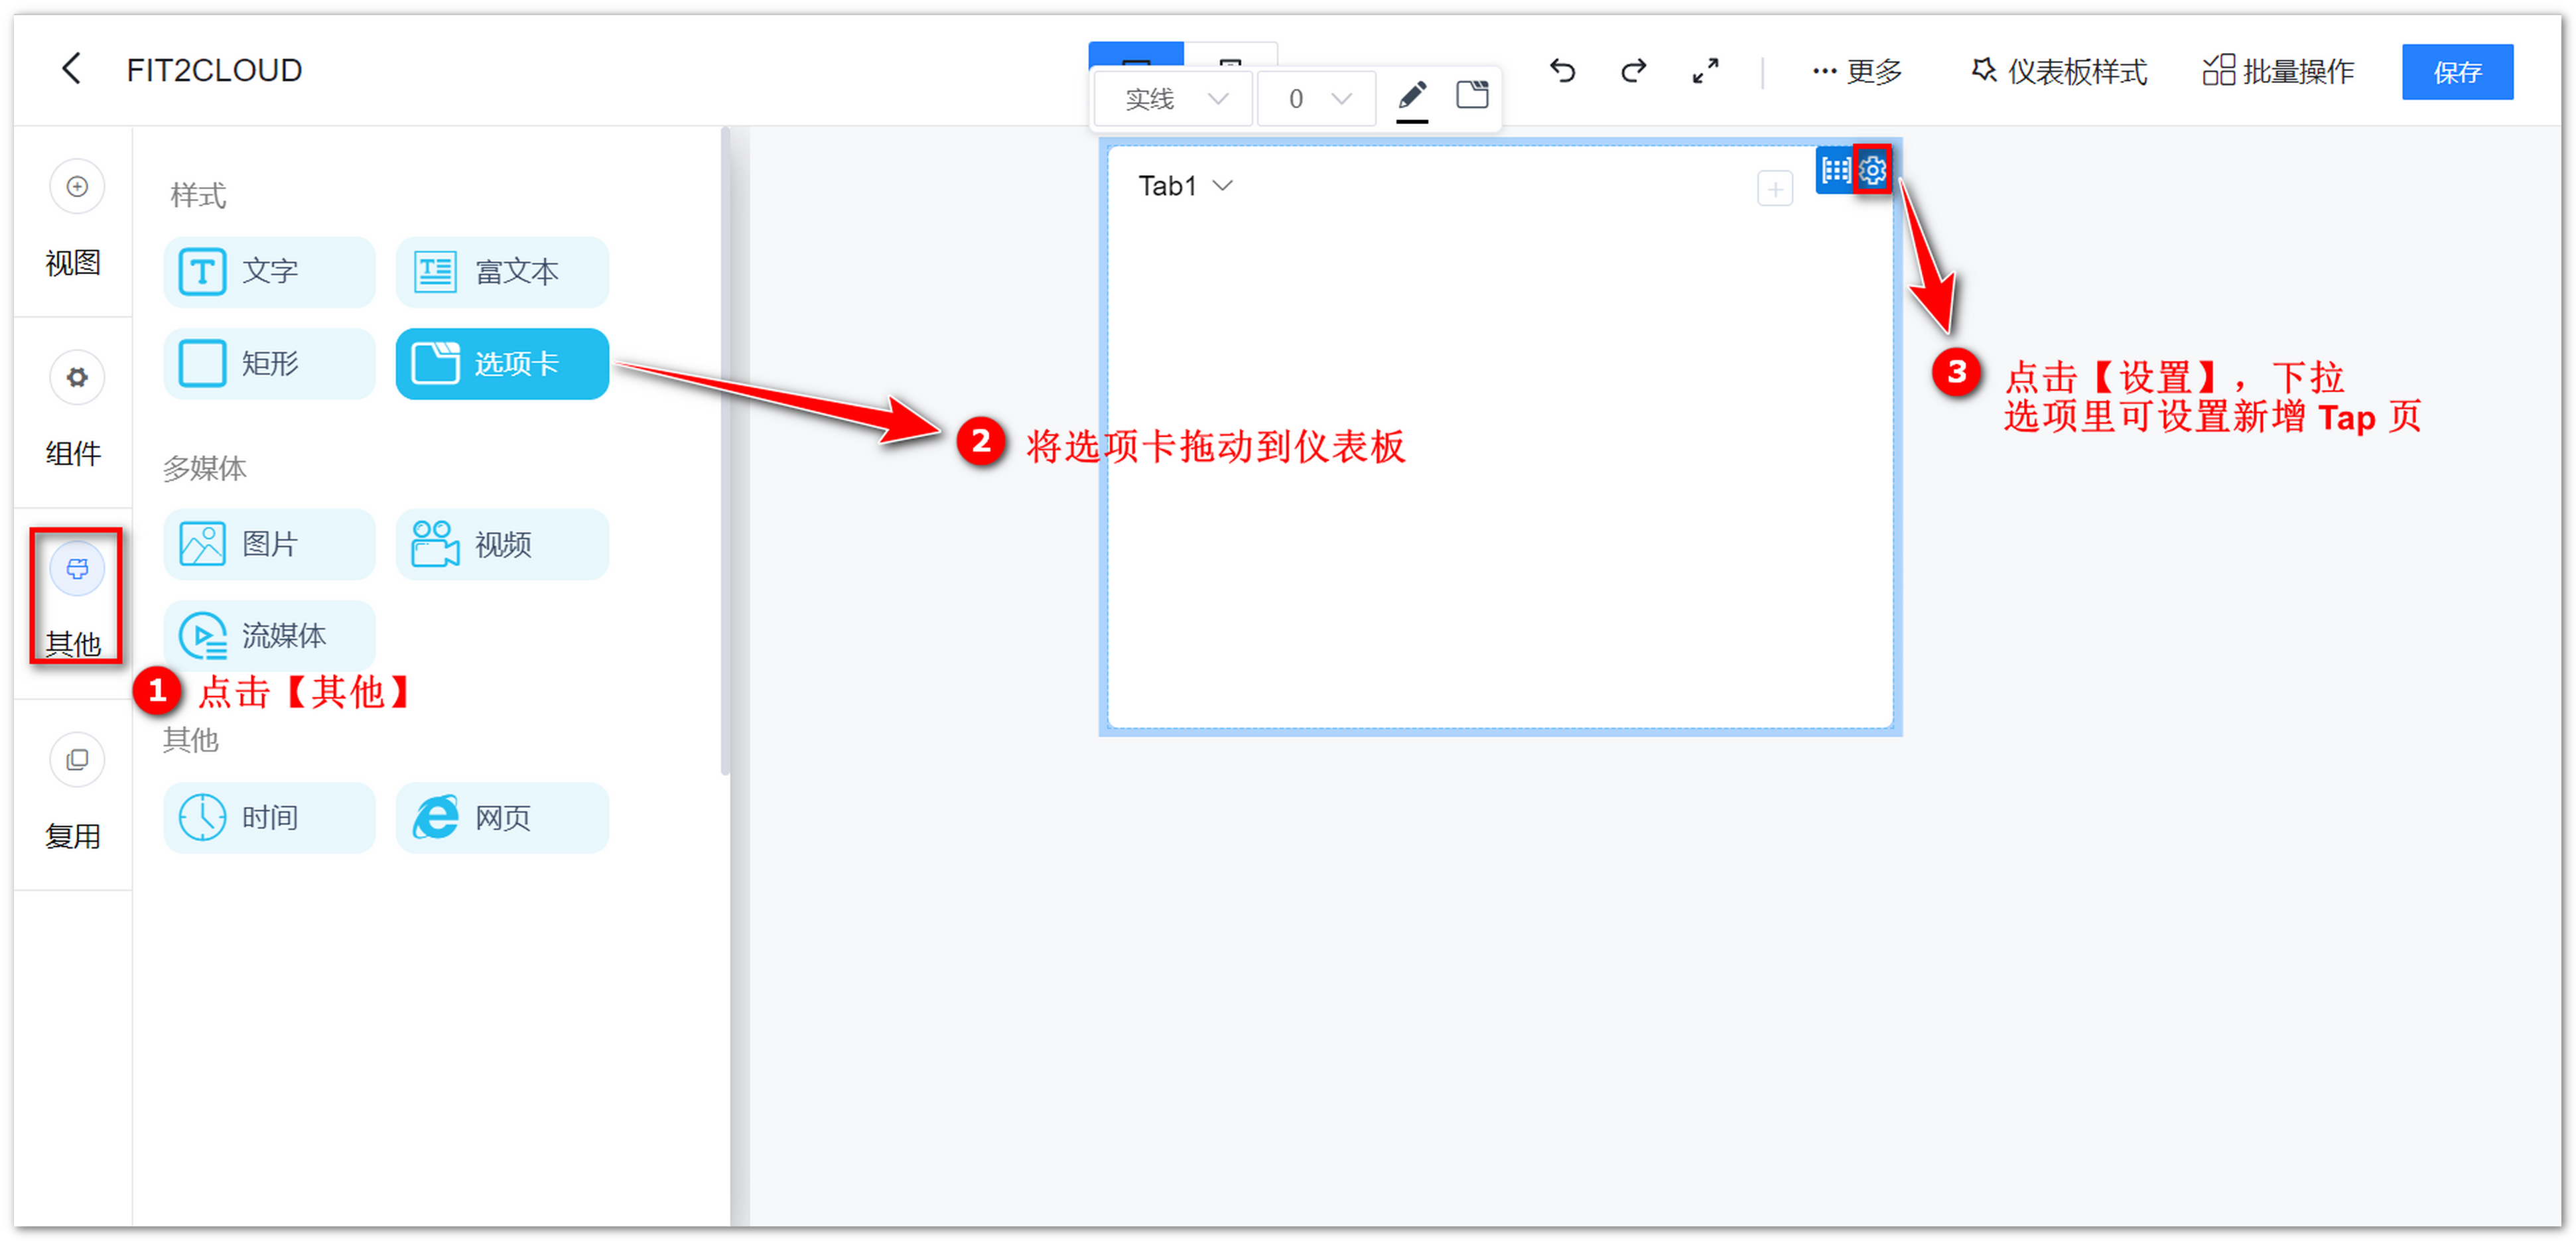 FIT2CLOUD
实线
0
更多
仪表板样式
批量操作
保存
视图
组件
其他
复用
样式
文字
富文本
矩形
选项卡
多媒体
图片
视频
流媒体
1 点击【其他】
其他
时间
网页
Tab1
2 将选项卡拖动到仪表板
3 点击【设置】，下拉
选项里可设置新增 Tap 页